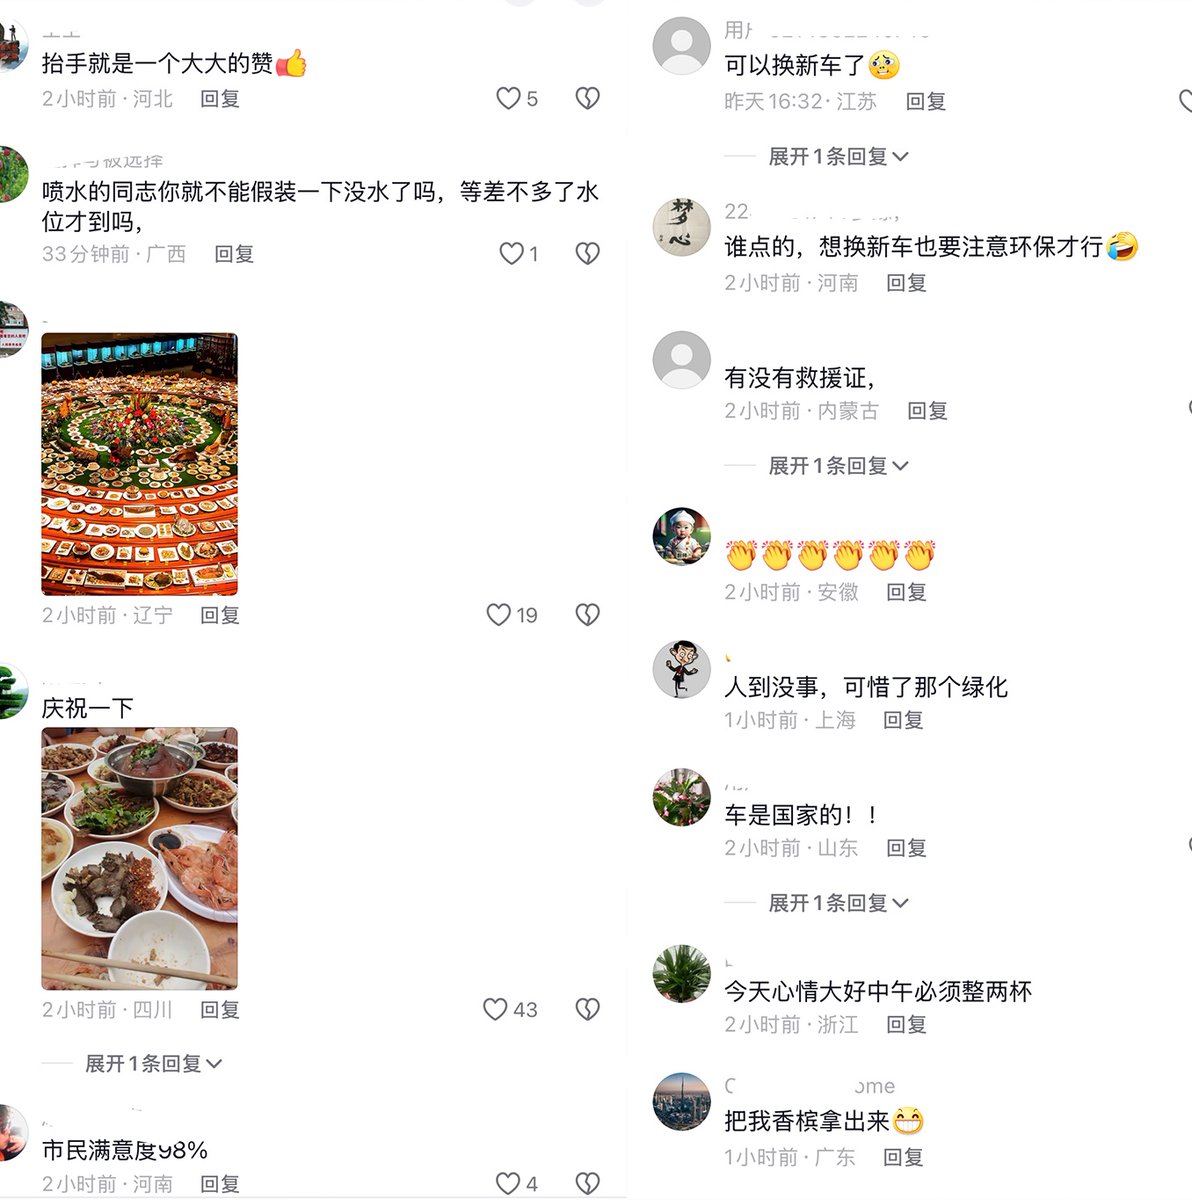 抬手就是一个大大的赞
2小时前·河北 回复
5
被选择
喷水的同志你就不能假装一下没水了吗，等差不多了水
位才到吗，
33分钟前·广西 回复
1
2小时前·辽宁 回复
19
庆祝一下
2小时前·四川 回复
43
展开1条回复
市民满意度98%
2小时前·河南 回复
4
可以换新车了
昨天16:32·江苏 回复
展开1条回复
梦心
22
谁点的，想换新车也要注意环保才行
2小时前·河南 回复
有没有救援证，
2小时前·内蒙古 回复
展开1条回复
2小时前·安徽 回复
人到没事，可惜了那个绿化
1小时前·上海 回复
车是国家的！！
2小时前·山东 回复
展开1条回复
今天心情大好中午必须整两杯
2小时前·浙江 回复
ome
把我香槟拿出来
1小时前·广东 回复